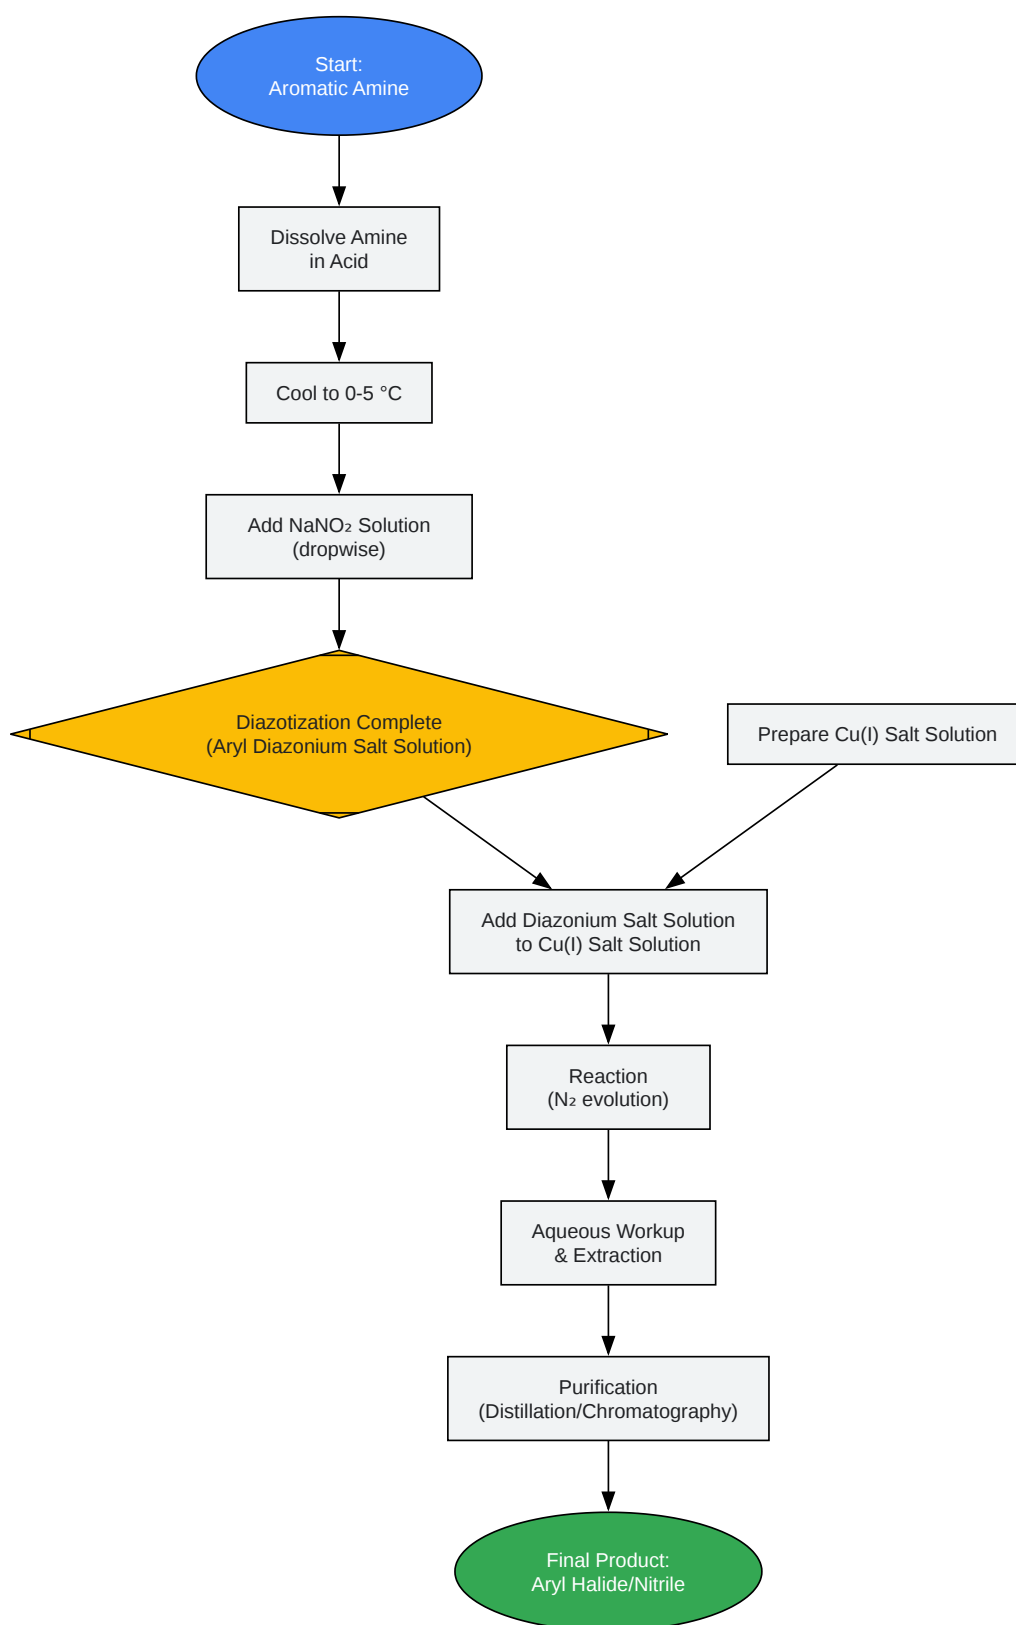 Start:
Aromatic Amine
Dissolve Amine
in Acid
Cool to 0-5 °C
Add NaNO₂ Solution
(dropwise)
Diazotization Complete
(Aryl Diazonium Salt Solution)
Prepare Cu(I) Salt Solution
Add Diazonium Salt Solution
to Cu(I) Salt Solution
Reaction
(N₂ evolution)
Aqueous Workup
& Extraction
Purification
(Distillation/Chromatography)
Final Product:
Aryl Halide/Nitrile